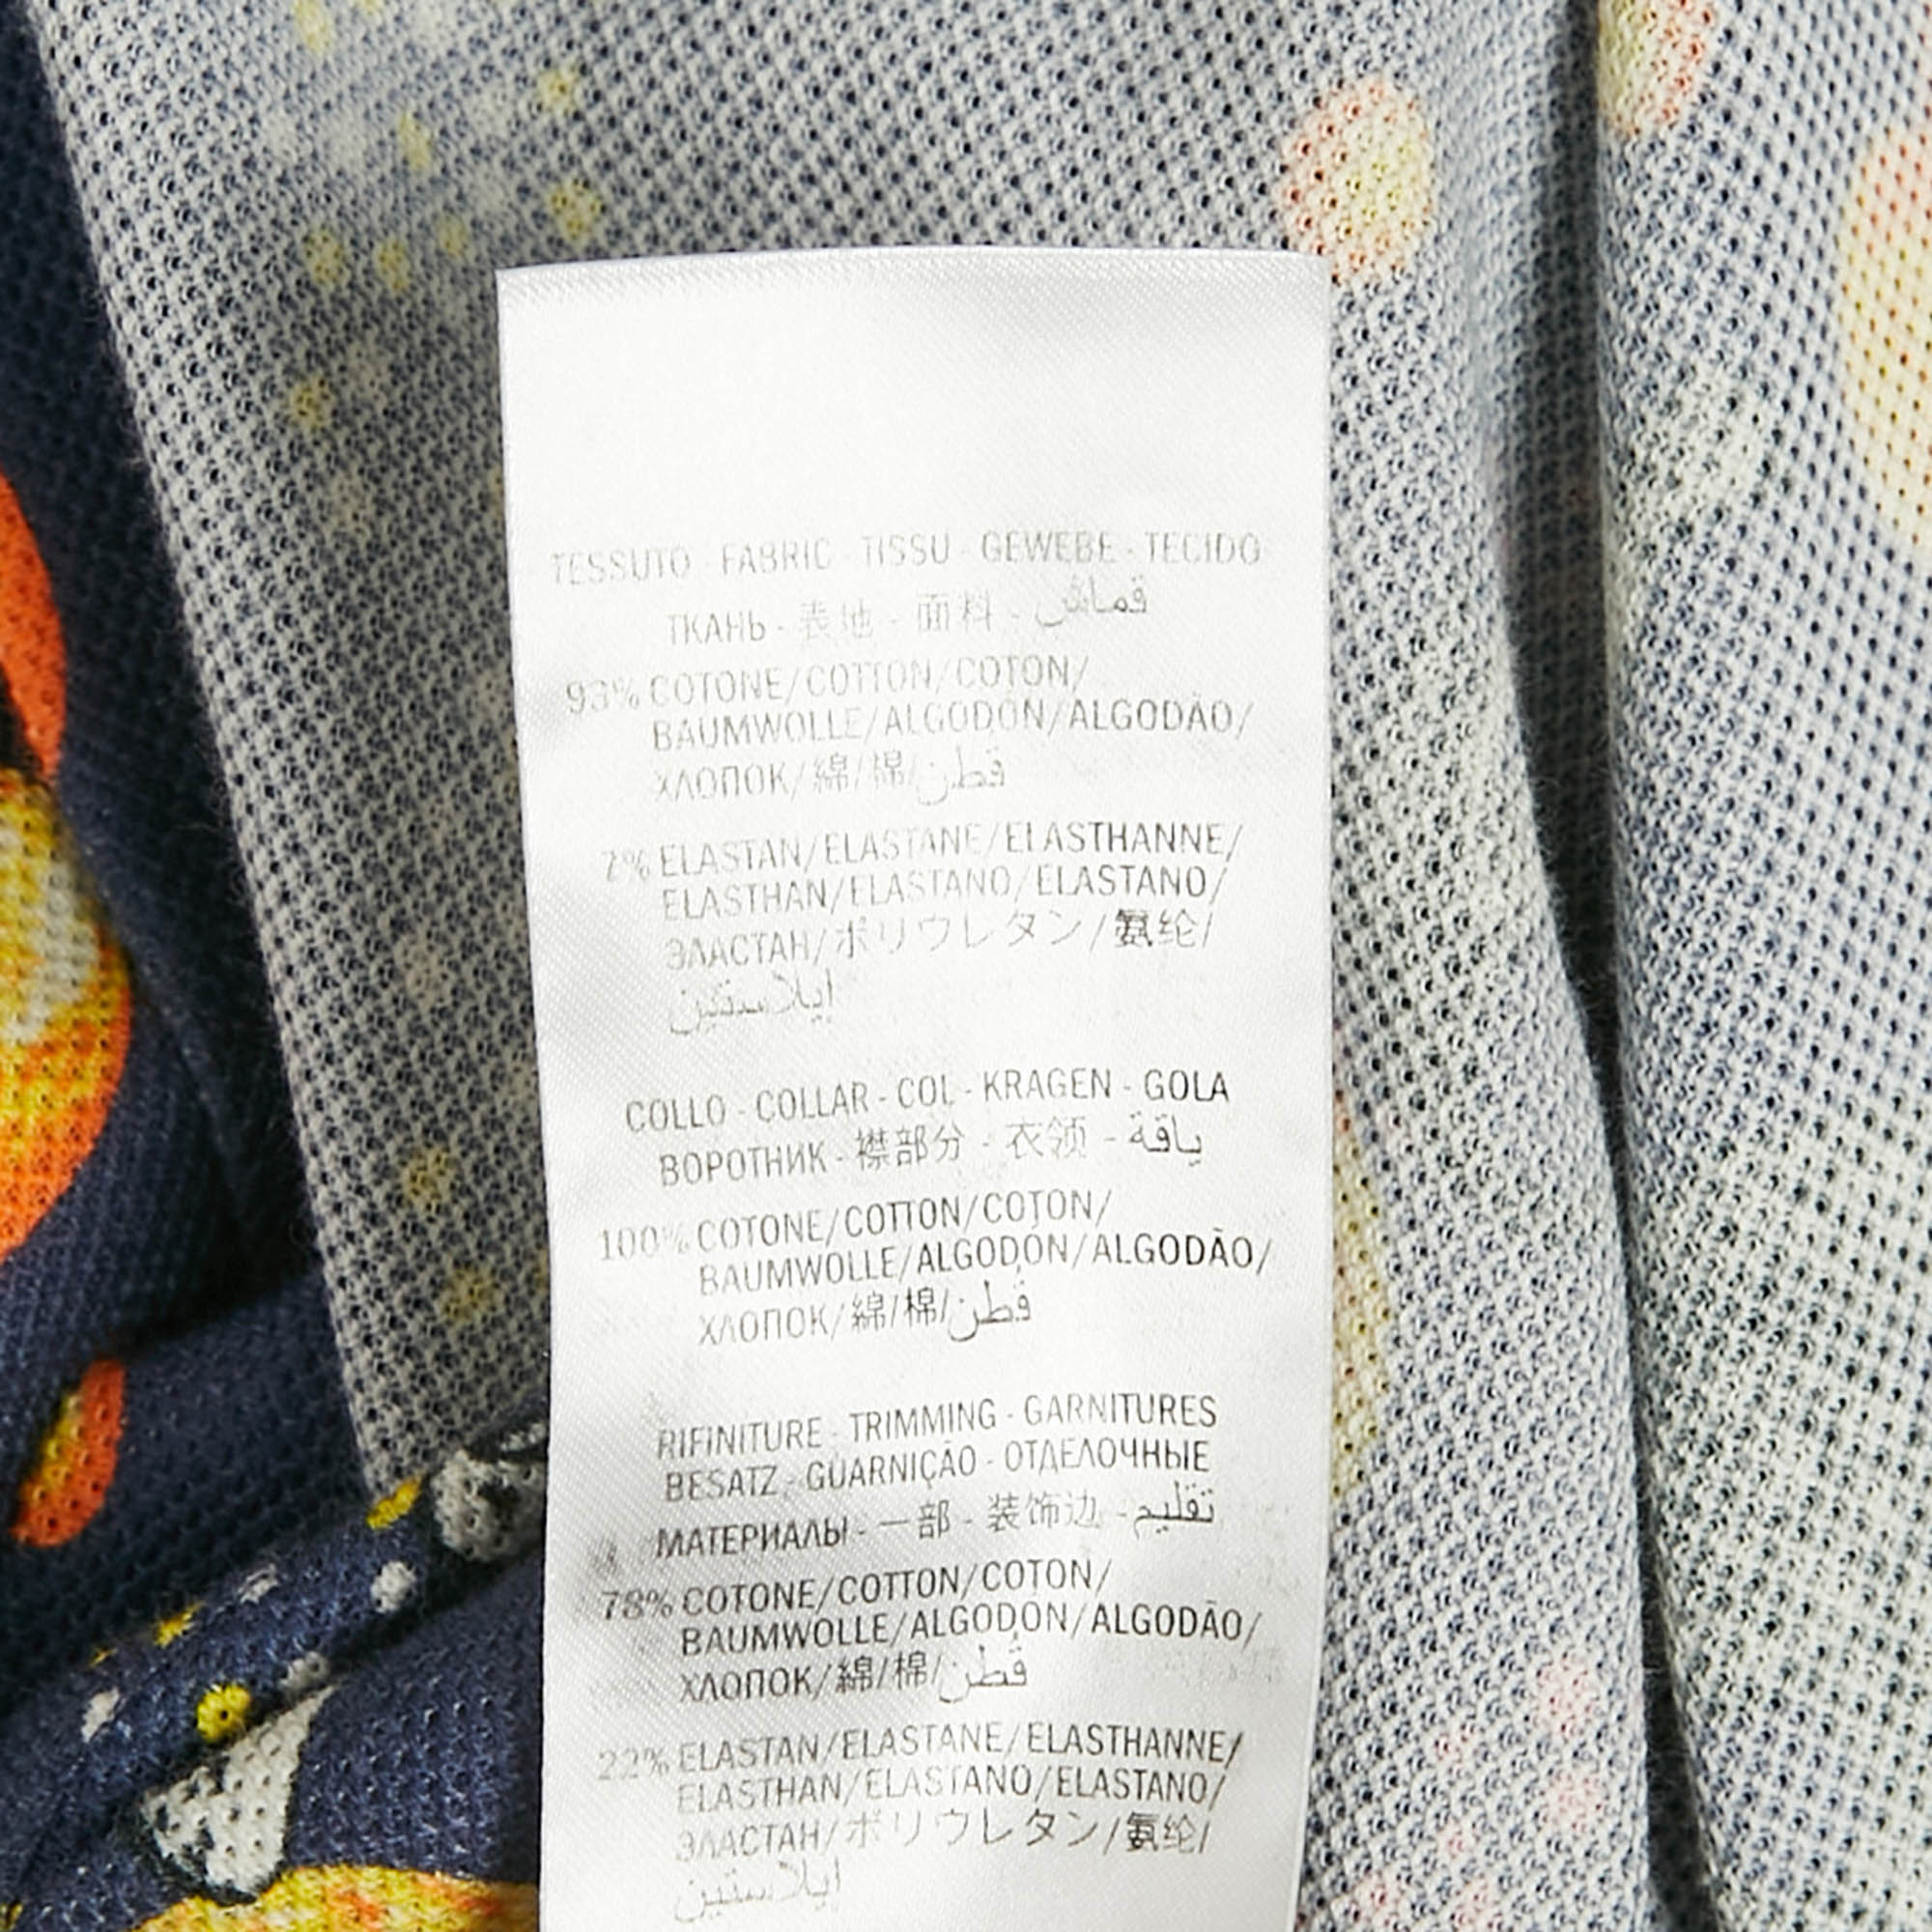 TESSUTO - FABRIC - TISSU - GEWEBE - TECIDO
ТКАНЬ - 表地 - 面料 - قماش
93% COTONE/COTTON/COTON/
BAUMWOLLE/ALGODÓN/ALGODÃO/
ХЛОПОК/綿/棉/قطن
7% ELASTAN/ELASTANE/ELASTHANNE/
ELASTHAN/ELASTANO/ELASTANO/
ЭЛАСТАН/ポリウレタン/氨纶/
ايلاستين
COLLO - COLLAR - COL - KRAGEN - GOLA
ВОРОТНИК - 襟部分 - 衣领 - ياقة
100% COTONE/COTTON/COTON/
BAUMWOLLE/ALGODÓN/ALGODÃO/
ХЛОПОК/綿/棉/قطن
RIFINITURE - TRIMMING - GARNITURES
BESATZ - GUARNIÇÃO - ОТДЕЛОЧНЫЕ
МАТЕРИАЛЫ - 一部 - 装饰边 - تقليم
78% COTONE/COTTON/COTON/
BAUMWOLLE/ALGODÓN/ALGODÃO/
ХЛОПОК/綿/棉/قطن
22% ELASTAN/ELASTANE/ELASTHANNE/
ELASTHAN/ELASTANO/ELASTANO/
ЭЛАСТАН/ポリウレタン/氨纶/
ايلاستين